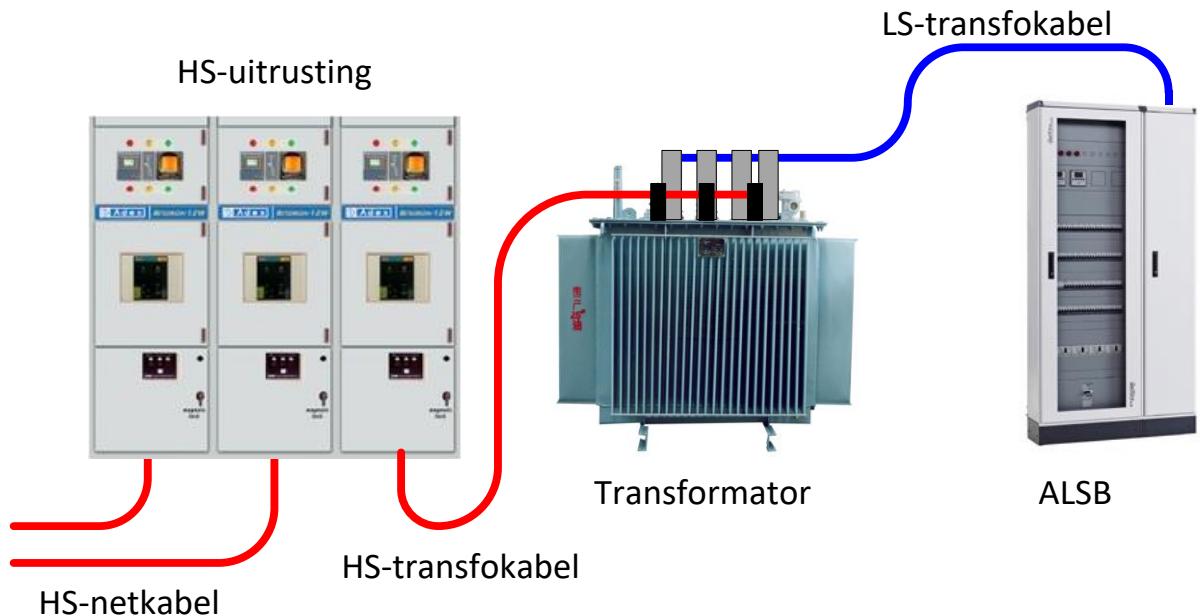 LS-transfokabel
HS-uitrusting
Transformator
ALSB
HS-transfokabel
HS-netkabel